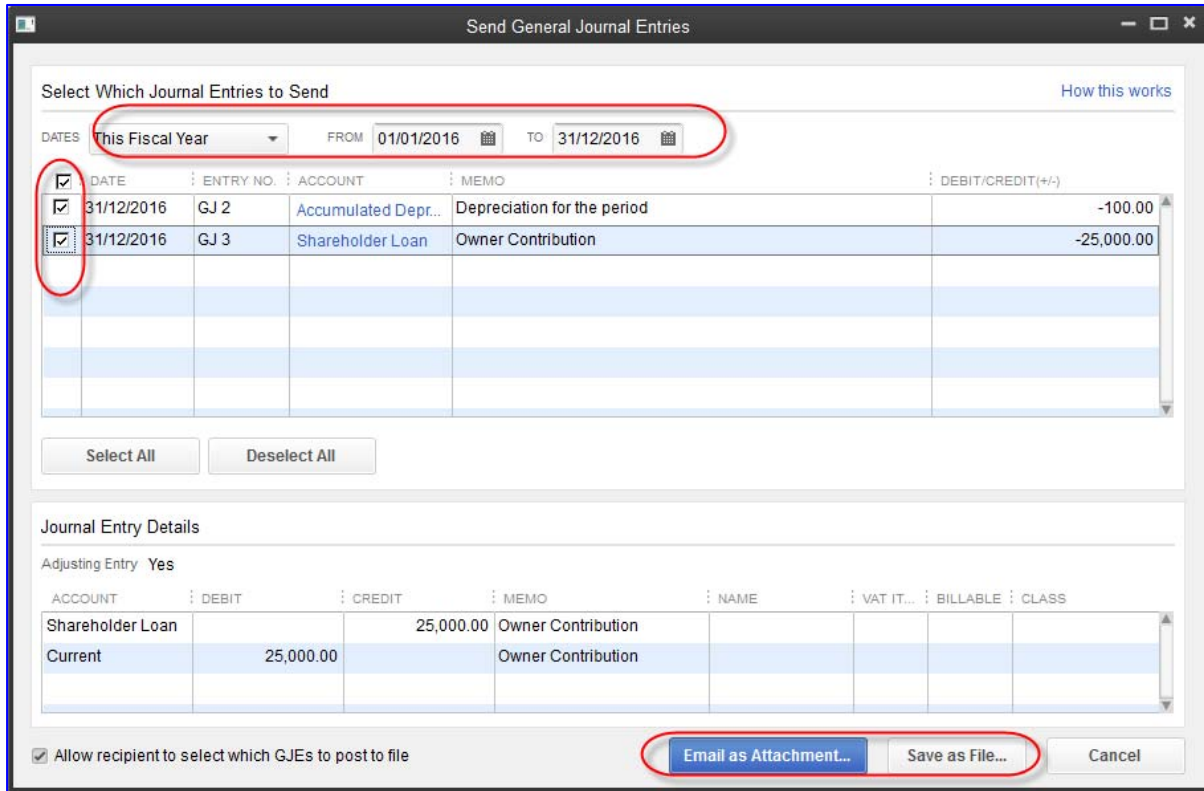 Send General Journal Entries
Select Which Journal Entries to Send How this works
DATES This Fiscal Year FROM 01/01/2016 TO 31/12/2016
DATE ENTRY NO. ACCOUNT MEMO DEBIT/CREDIT(+/-)
31/12/2016 GJ 2 Accumulated Depr... Depreciation for the period -100.00
31/12/2016 GJ 3 Shareholder Loan Owner Contribution -25,000.00
Select All Deselect All
Journal Entry Details
Adjusting Entry Yes
ACCOUNT DEBIT CREDIT MEMO NAME VAT IT... BILLABLE CLASS
Shareholder Loan 25,000.00 Owner Contribution
Current 25,000.00 Owner Contribution
Allow recipient to select which GJEs to post to file Email as Attachment... Save as File... Cancel